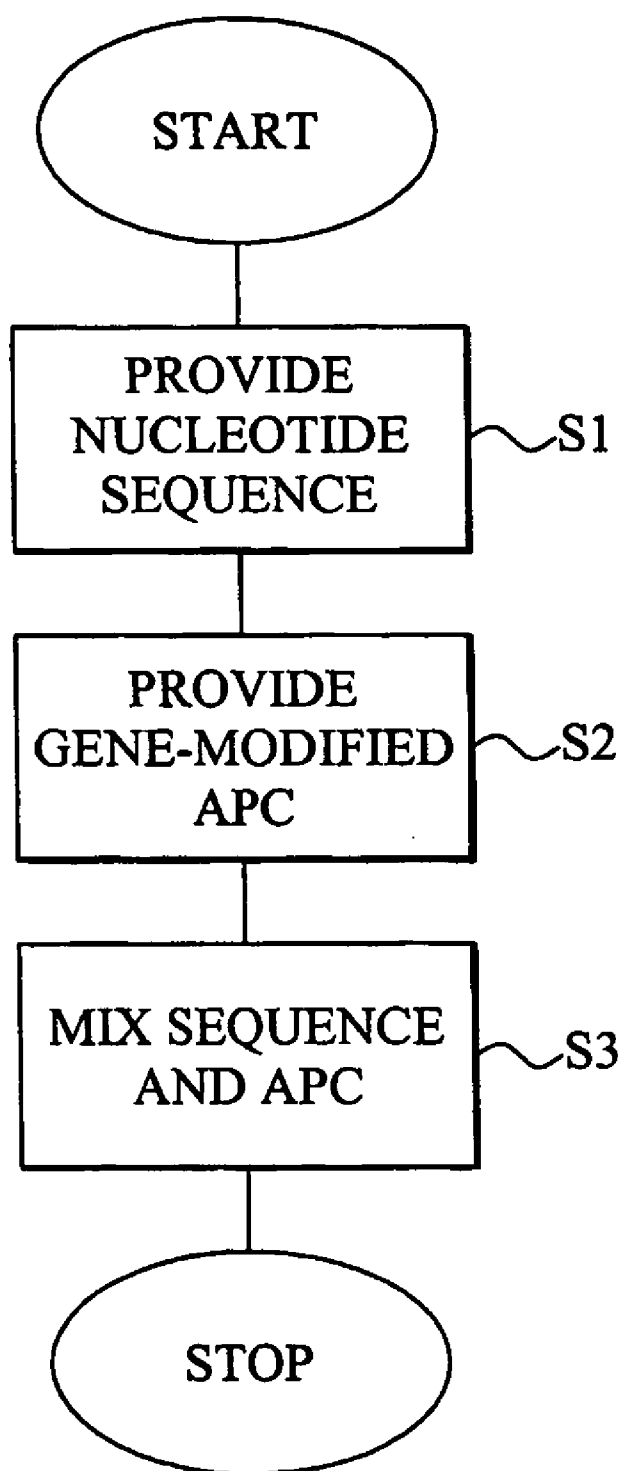 START
PROVIDE
NUCLEOTIDE
SEQUENCE
S1
PROVIDE
GENE-MODIFIED
APC
S2
MIX SEQUENCE
AND APC
S3
STOP